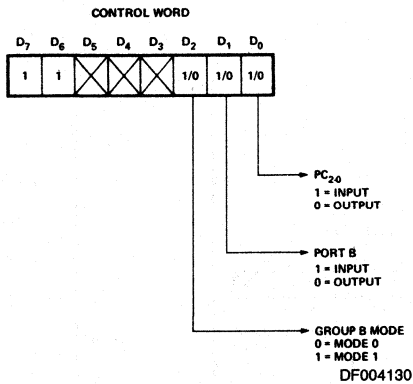 CONTROL WORD
D7 D6 D5 D4 D3 D2 D1 D0
1 1 1/0 1/0 1/0
PC2-0
1 = INPUT
0 = OUTPUT
PORT B
1 = INPUT
0 = OUTPUT
GROUP B MODE
0 = MODE 0
1 = MODE 1
DF004130